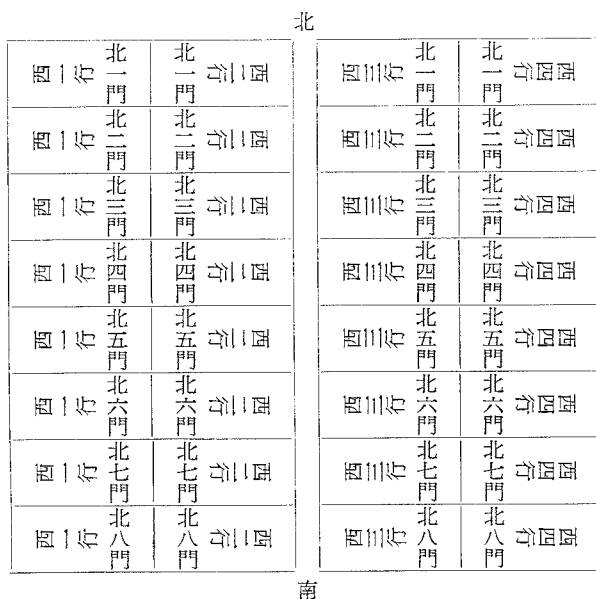 北
西一行 北一門 北一門 西二行 西三行 北一門 北一門 西四行
西一行 北二門 北二門 西二行 西三行 北二門 北二門 西四行
西一行 北三門 北三門 西二行 西三行 北三門 北三門 西四行
西一行 北四門 北四門 西二行 西三行 北四門 北四門 西四行
西一行 北五門 北五門 西二行 西三行 北五門 北五門 西四行
西一行 北六門 北六門 西二行 西三行 北六門 北六門 西四行
西一行 北七門 北七門 西二行 西三行 北七門 北七門 西四行
西一行 北八門 北八門 西二行 西三行 北八門 北八門 西四行
南